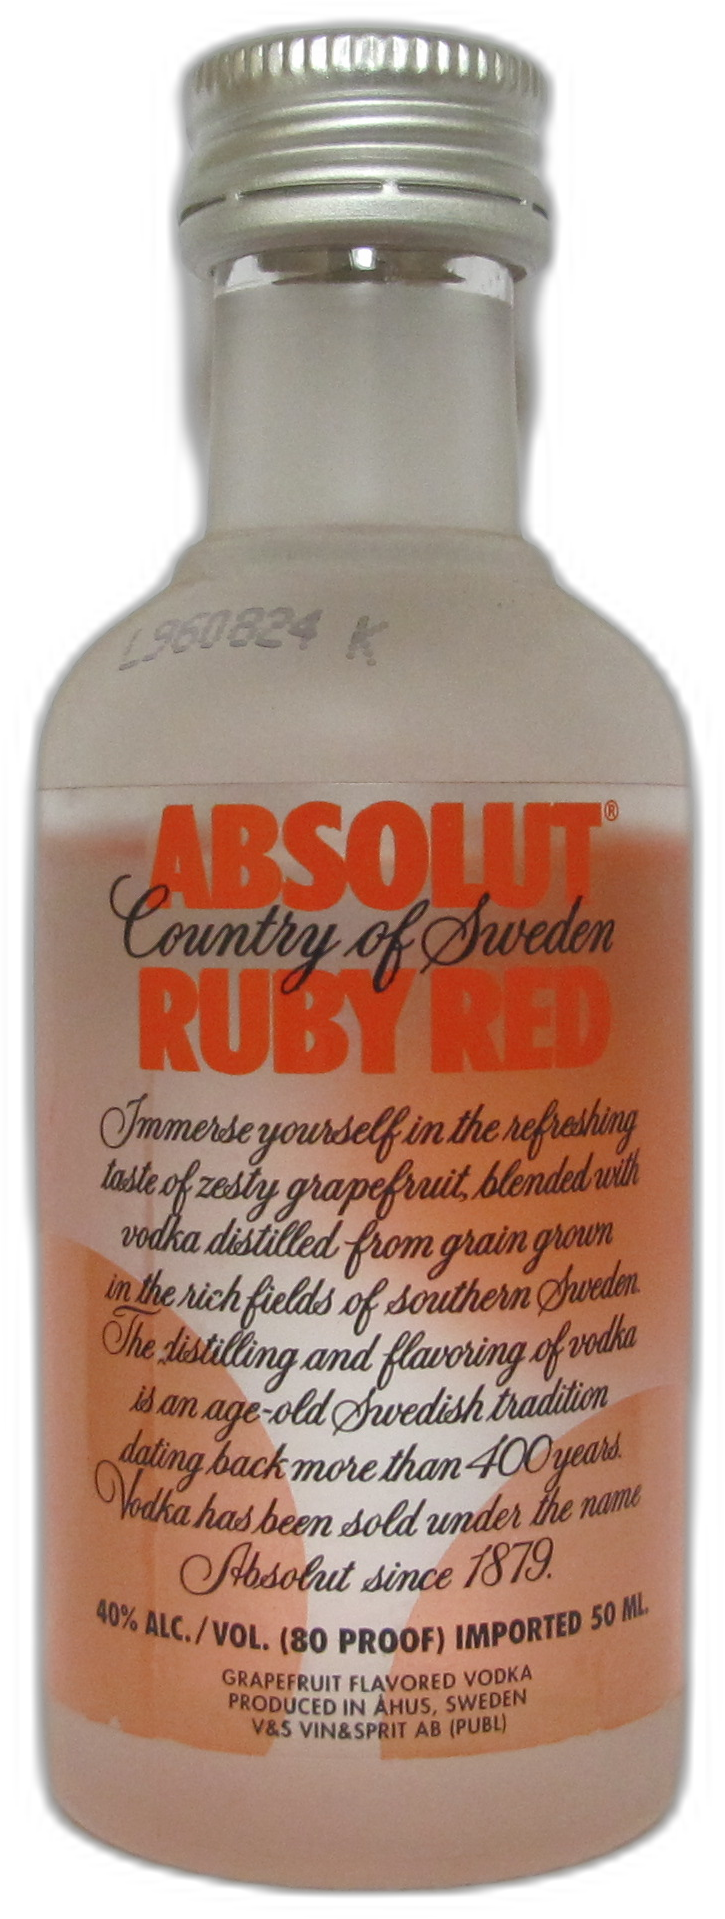 L960824 K
ABSOLUT®
Country of Sweden
RUBY RED
Immerse yourself in the refreshing
taste of zesty grapefruit, blended with
vodka distilled from grain grown
in the rich fields of southern Sweden.
The distilling and flavoring of vodka
is an age-old Swedish tradition
dating back more than 400 years.
Vodka has been sold under the name
Absolut since 1879.
40% ALC./VOL. (80 PROOF) IMPORTED 50 ML.
GRAPEFRUIT FLAVORED VODKA
PRODUCED IN ÅHUS, SWEDEN
V&S VIN&SPRIT AB (PUBL)